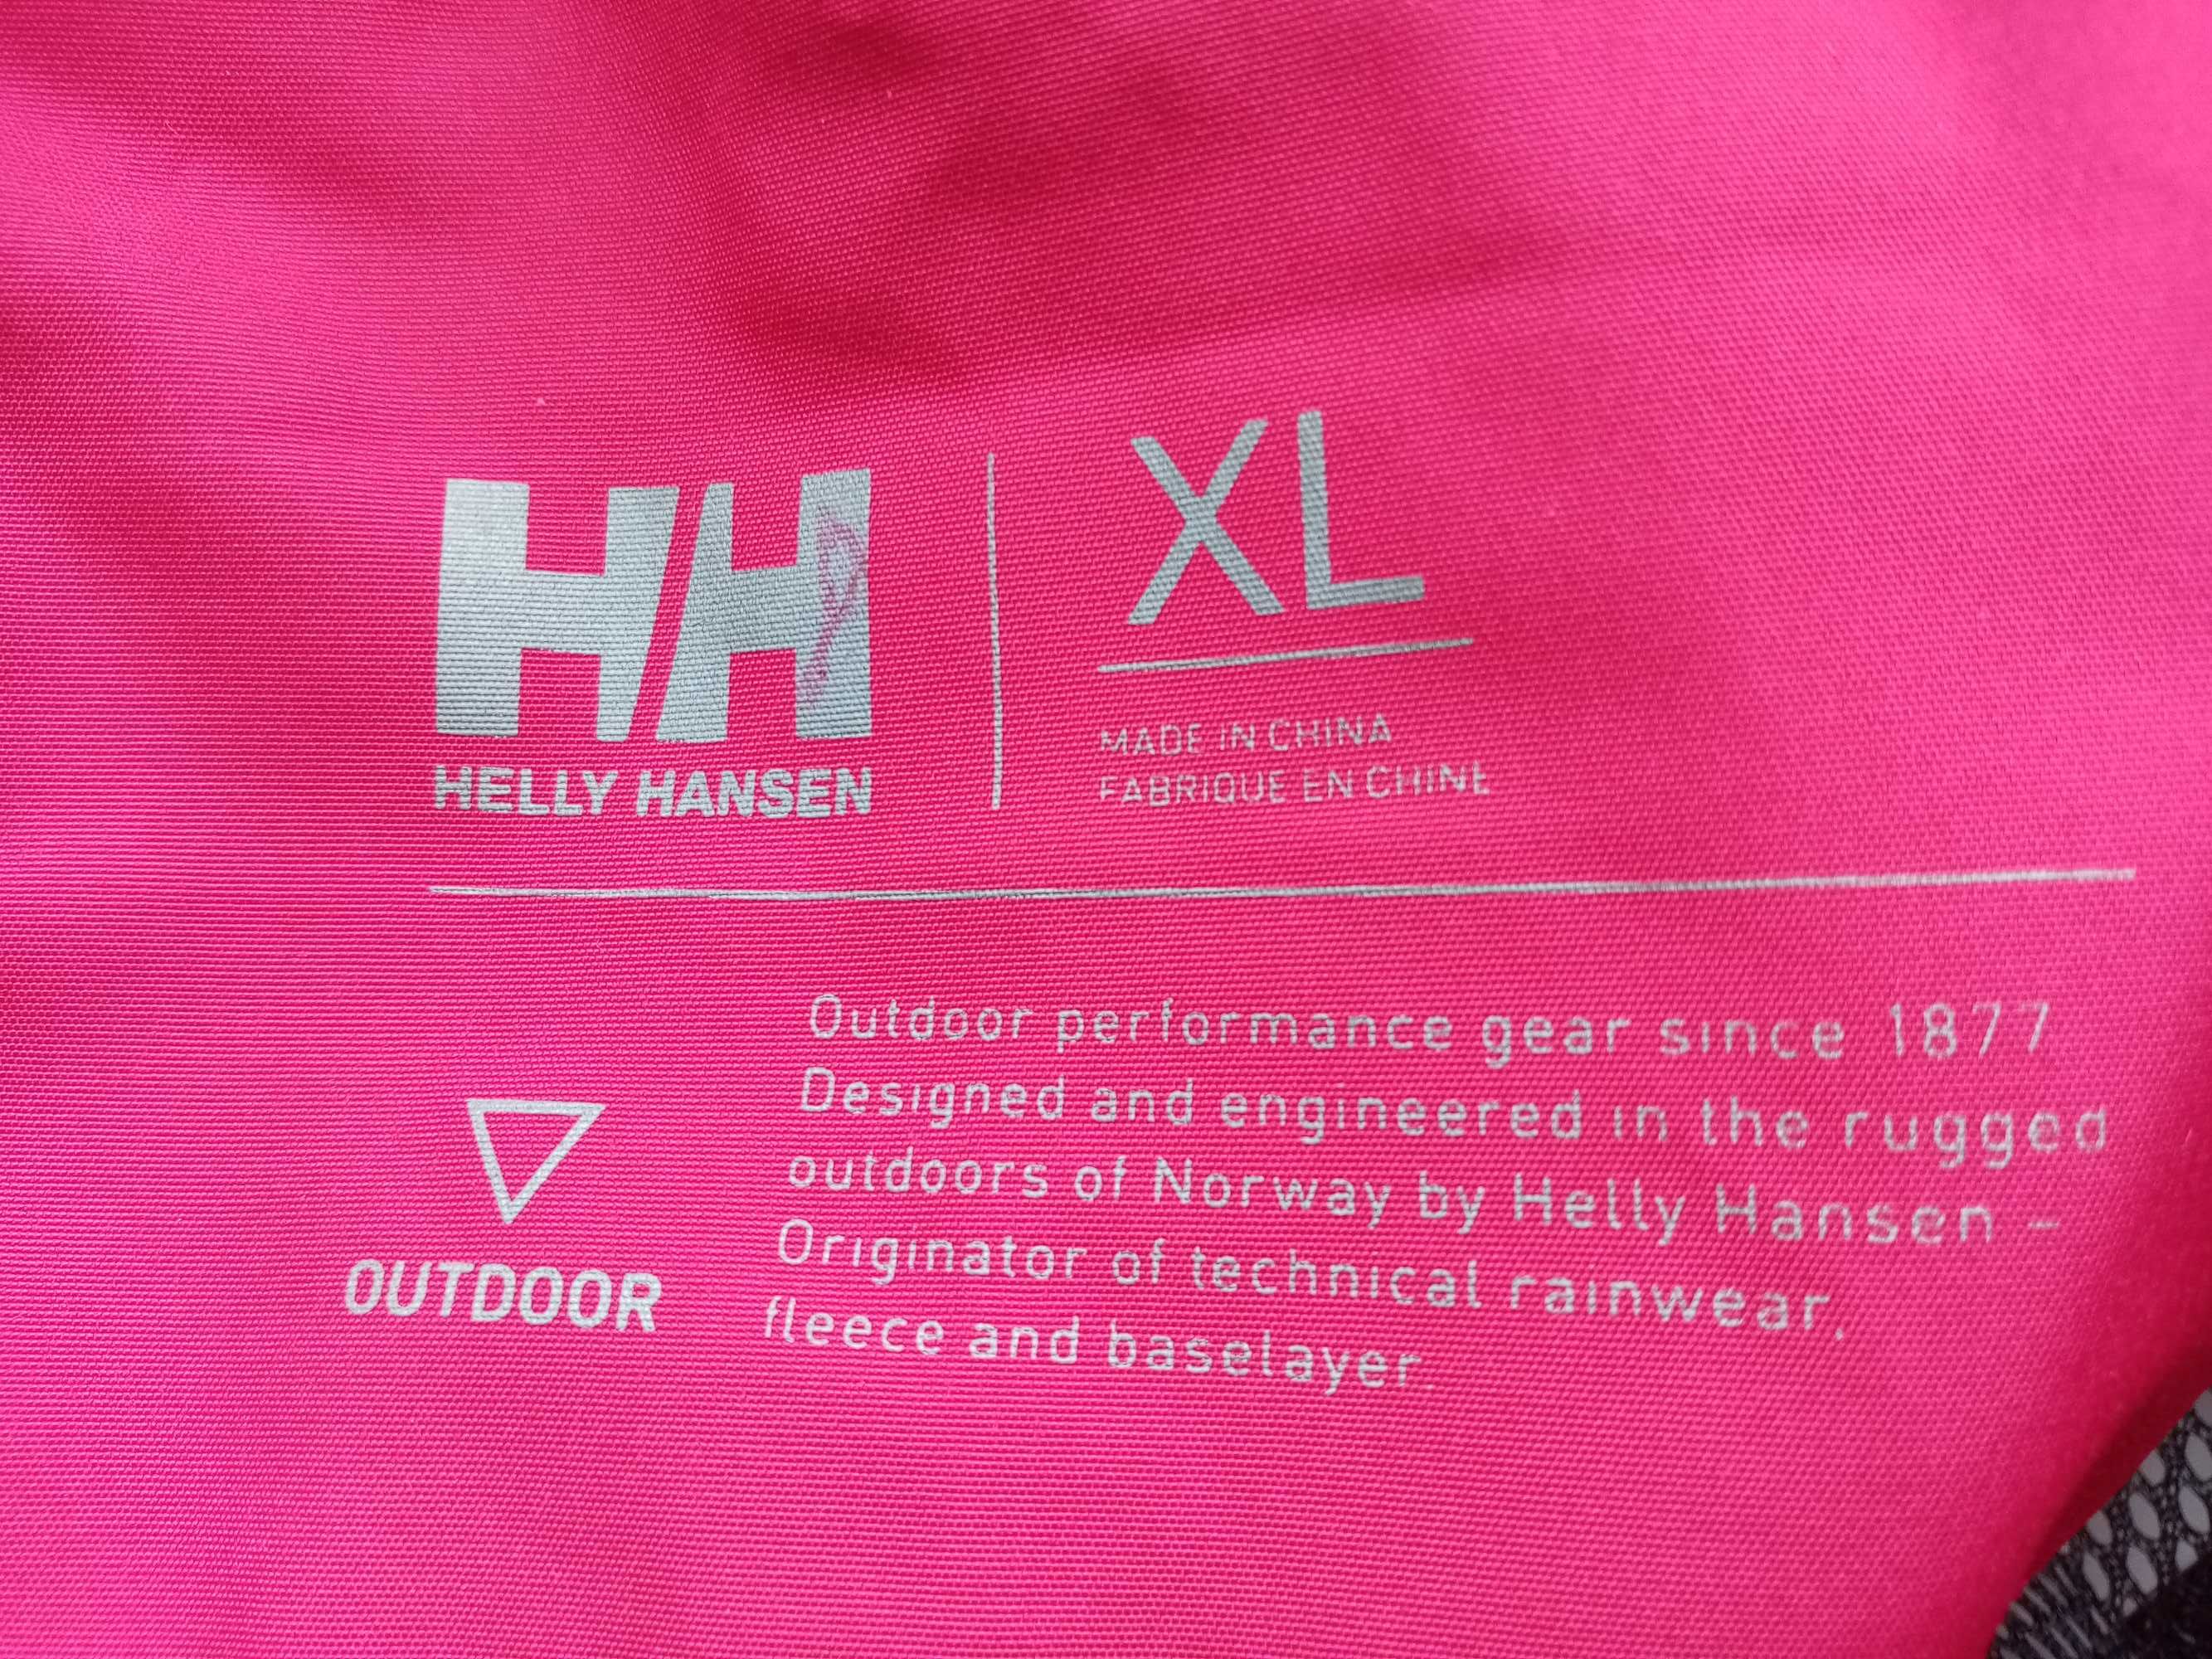 HH
HELLY HANSEN
XL
MADE IN CHINA
FABRIQUE EN CHINE
OUTDOOR
Outdoor performance gear since 1877
Designed and engineered in the rugged
outdoors of Norway by Helly Hansen -
Originator of technical rainwear,
fleece and baselayer.